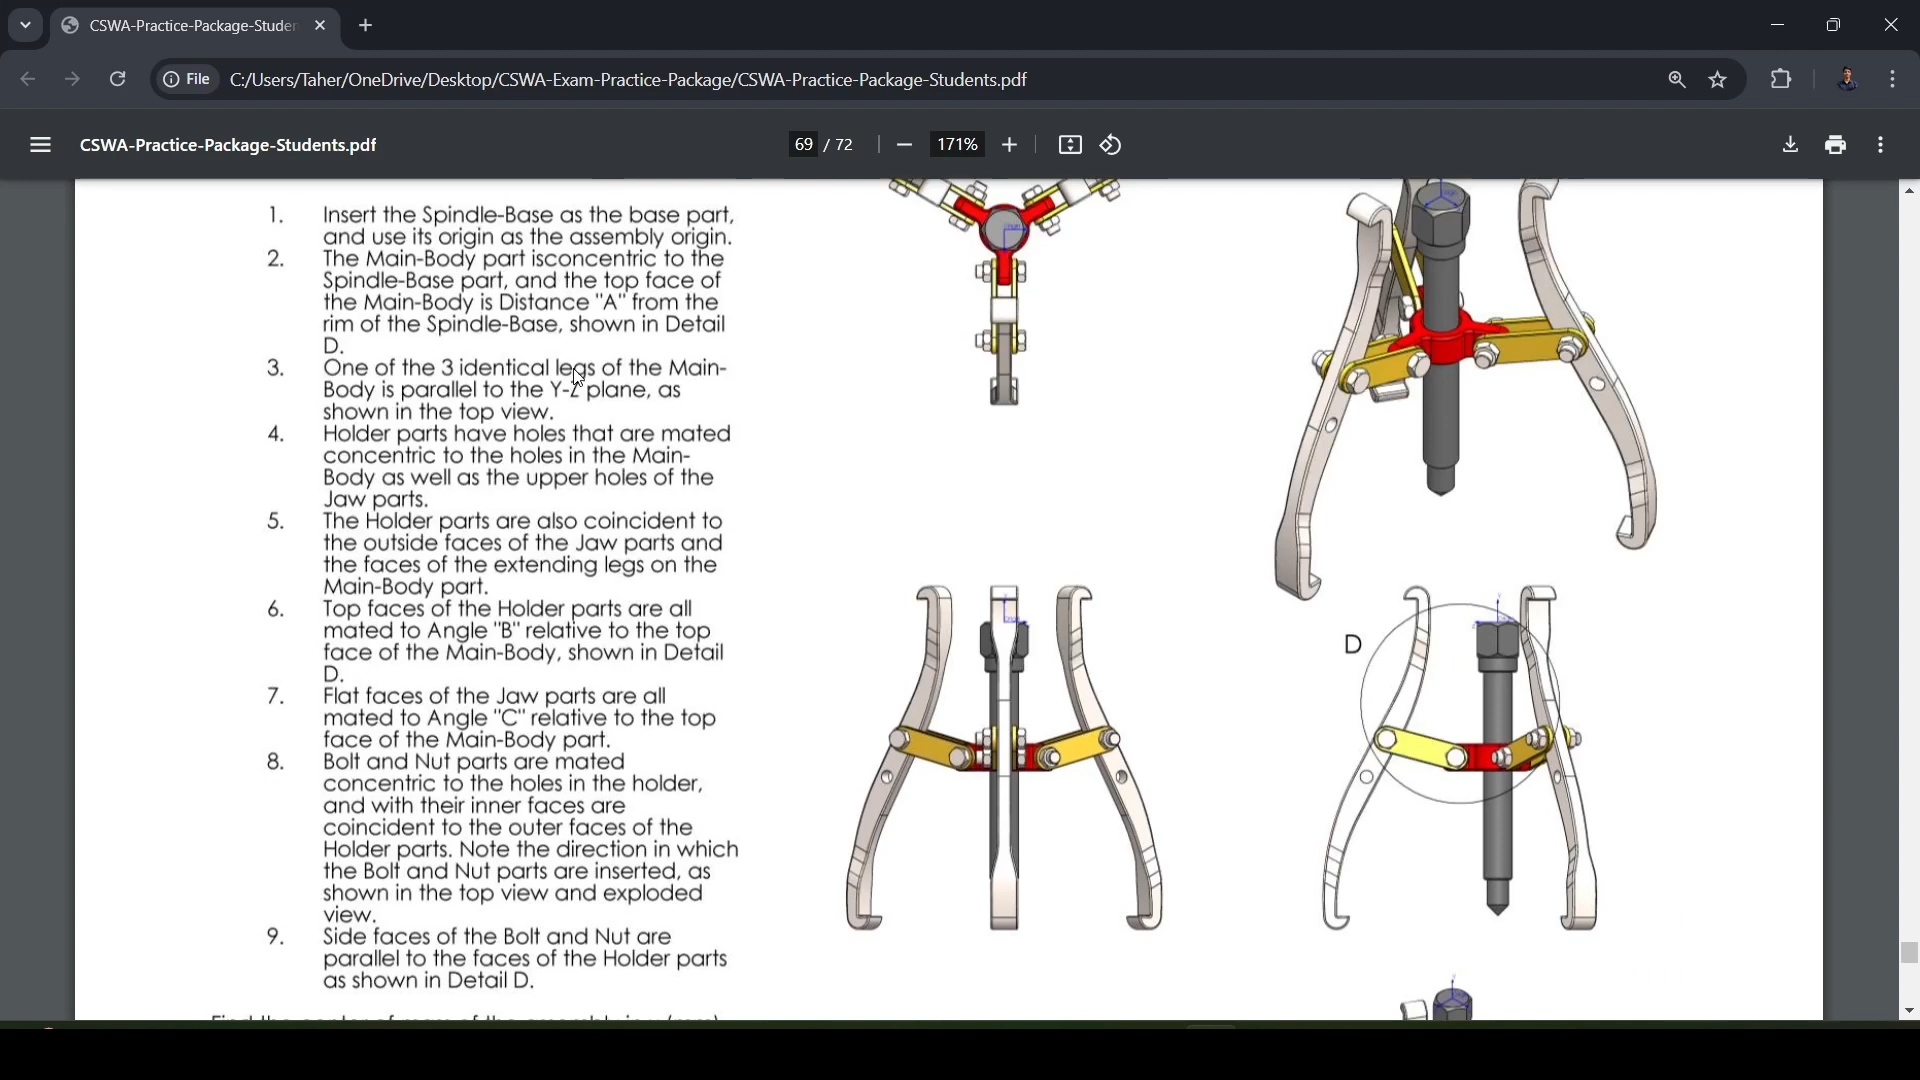 CSWA-Practice-Package-Studen
File
C:/Users/Taher/OneDrive/Desktop/CSWA-Exam-Practice-Package/CSWA-Practice-Package-Students.pdf
CSWA-Practice-Package-Students.pdf
69 / 72
171%
1. Insert the Spindle-Base as the base part,
and use its origin as the assembly origin.
2. The Main-Body part isconcentric to the
Spindle-Base part, and the top face of
the Main-Body is Distance "A" from the
rim of the Spindle-Base, shown in Detail
D.
3. One of the 3 identical legs of the Main-
Body is parallel to the Y-Z plane, as
shown in the top view.
4. Holder parts have holes that are mated
concentric to the holes in the Main-
Body as well as the upper holes of the
Jaw parts.
5. The Holder parts are also coincident to
the outside faces of the Jaw parts and
the faces of the extending legs on the
Main-Body part.
6. Top faces of the Holder parts are all
mated to Angle "B" relative to the top
face of the Main-Body, shown in Detail
D.
7. Flat faces of the Jaw parts are all
mated to Angle "C" relative to the top
face of the Main-Body part.
8. Bolt and Nut parts are mated
concentric to the holes in the holder,
and with their inner faces are
coincident to the outer faces of the
Holder parts. Note the direction in which
the Bolt and Nut parts are inserted, as
shown in the top view and exploded
view.
9. Side faces of the Bolt and Nut are
parallel to the faces of the Holder parts
as shown in Detail D.
D